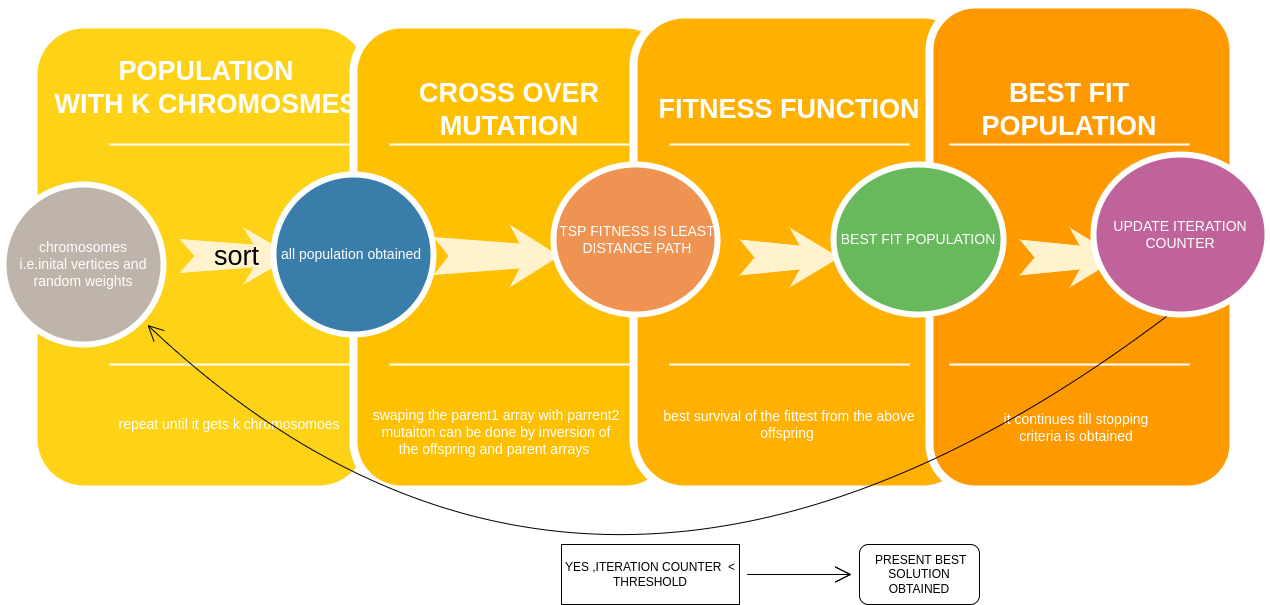 POPULATION
WITH K CHROMOSMES
CROSS OVER
MUTATION
FITNESS FUNCTION
BEST FIT
POPULATION
chromosomes
i.e.inital vertices and
random weights
sort
all population obtained
TSP FITNESS IS LEAST
DISTANCE PATH
BEST FIT POPULATION
UPDATE ITERATION
COUNTER
repeat until it gets k chromosomoes
swaping the parent1 array with parrent2
mutaiton can be done by inversion of
the offspring and parent arrays
best survival of the fittest from the above
offspring
it continues till stopping
criteria is obtained
YES ,ITERATION COUNTER <
THRESHOLD
PRESENT BEST
SOLUTION
OBTAINED